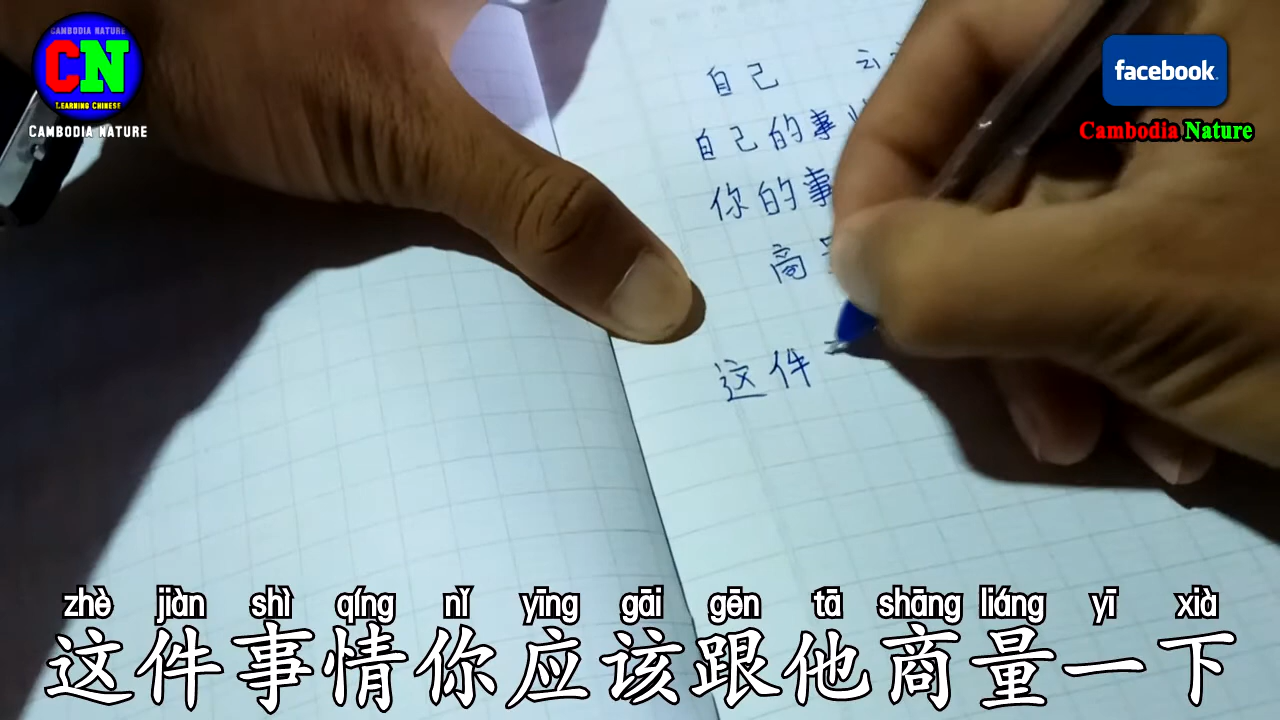 CAMBODIA NATURE
CN
Learning Chinese
CAMBODIA NATURE
facebook
Cambodia Nature
自己
自己的事
你的事
商
这件
zhè jiàn shì qíng nǐ yīng gāi gēn tā shāng liáng yī xià
这件事情你应该跟他商量一下